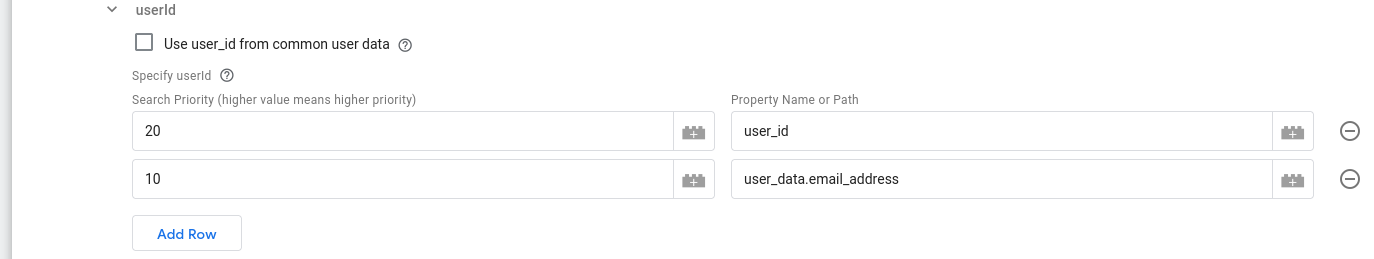 userId
Use user_id from common user data
Specify userId
Search Priority (higher value means higher priority) Property Name or Path
20 user_id
10 user_data.email_address
Add Row